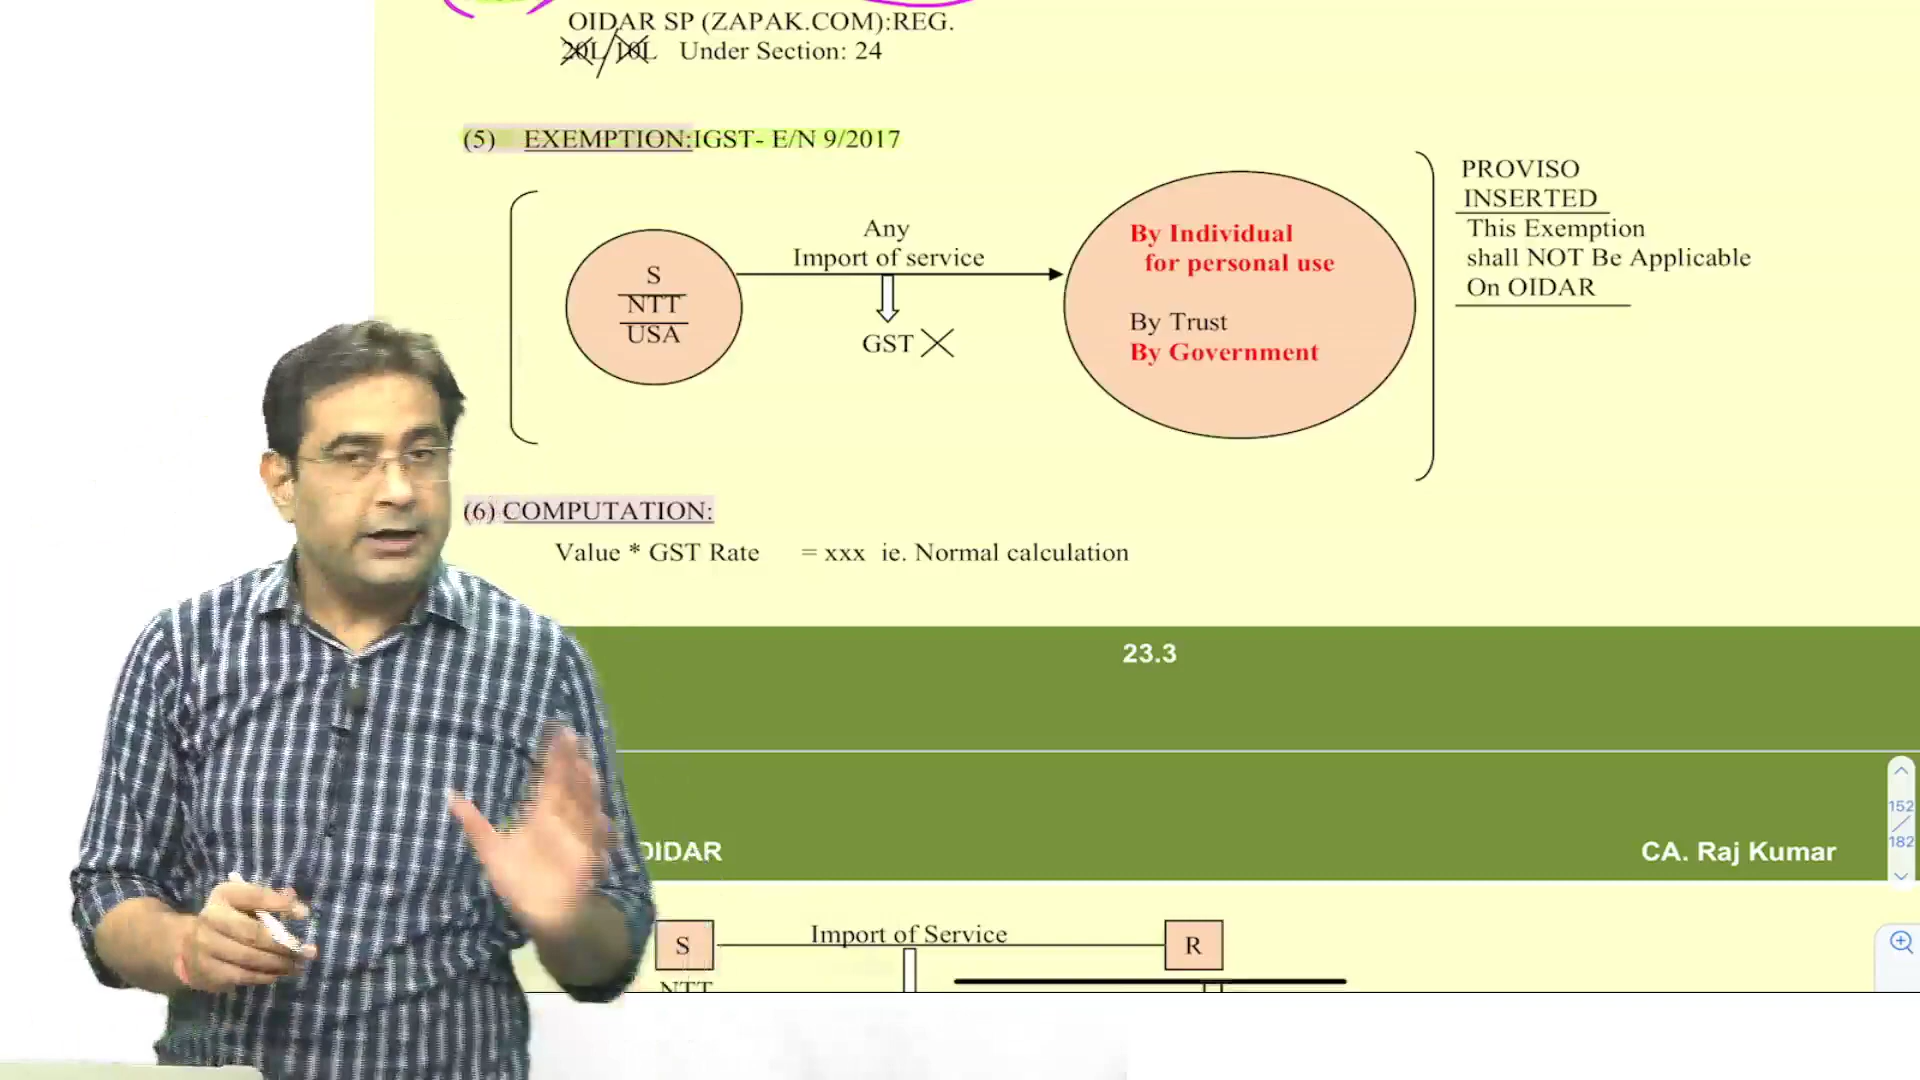 OIDAR SP (ZAPAK.COM):REG.
20L/10L Under Section: 24
(5) EXEMPTION:IGST- E/N 9/2017
S
NTT
USA
Any
Import of service
GST
By Individual
for personal use
By Trust
By Government
PROVISO
INSERTED
This Exemption
shall NOT Be Applicable
On OIDAR
(6) COMPUTATION:
Value * GST Rate = xxx ie. Normal calculation
23.3
OIDAR
CA. Raj Kumar
152
/
182
S
Import of Service
R
NTT